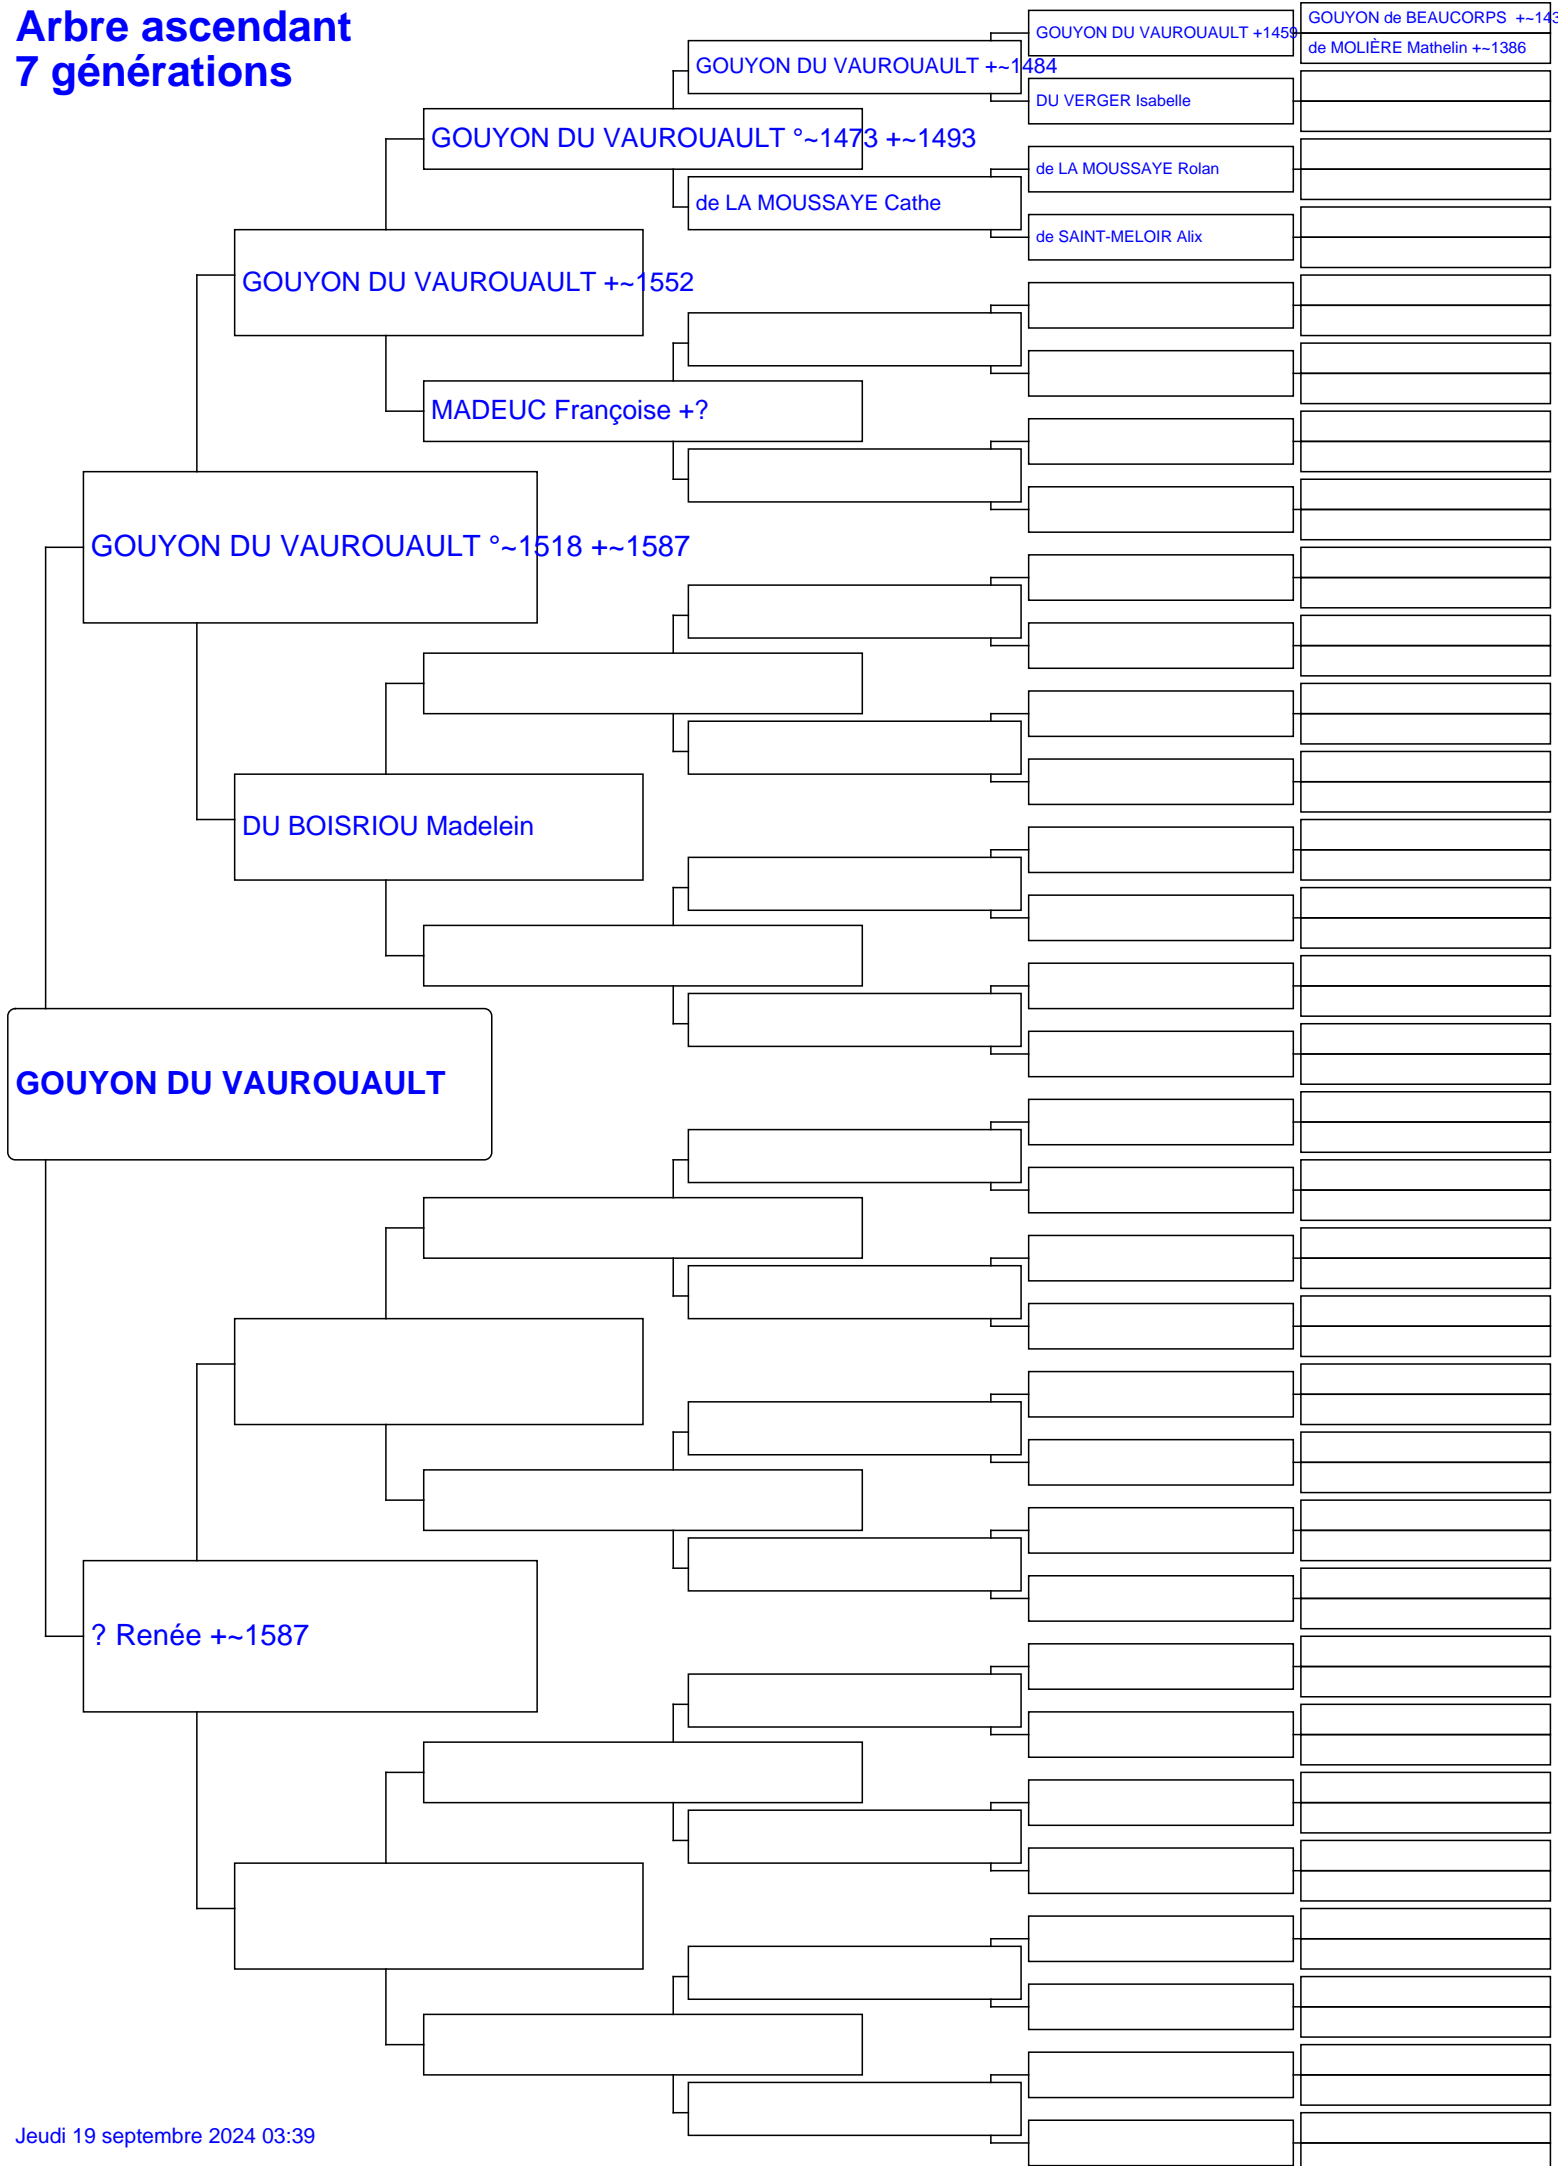 Arbre ascendant
7 générations
GOUYON DU VAUROUAULT +1459
GOUYON de BEAUCORPS +~143
de MOLIÈRE Mathelin +~1386
GOUYON DU VAUROUAULT +~1484
DU VERGER Isabelle
GOUYON DU VAUROUAULT °~1473 +~1493
de LA MOUSSAYE Rolan
de LA MOUSSAYE Cathe
de SAINT-MELOIR Alix
GOUYON DU VAUROUAULT +~1552
MADEUC Françoise +?
GOUYON DU VAUROUAULT °~1518 +~1587
DU BOISRIOU Madelein
GOUYON DU VAUROUAULT
? Renée +~1587
Jeudi 19 septembre 2024 03:39